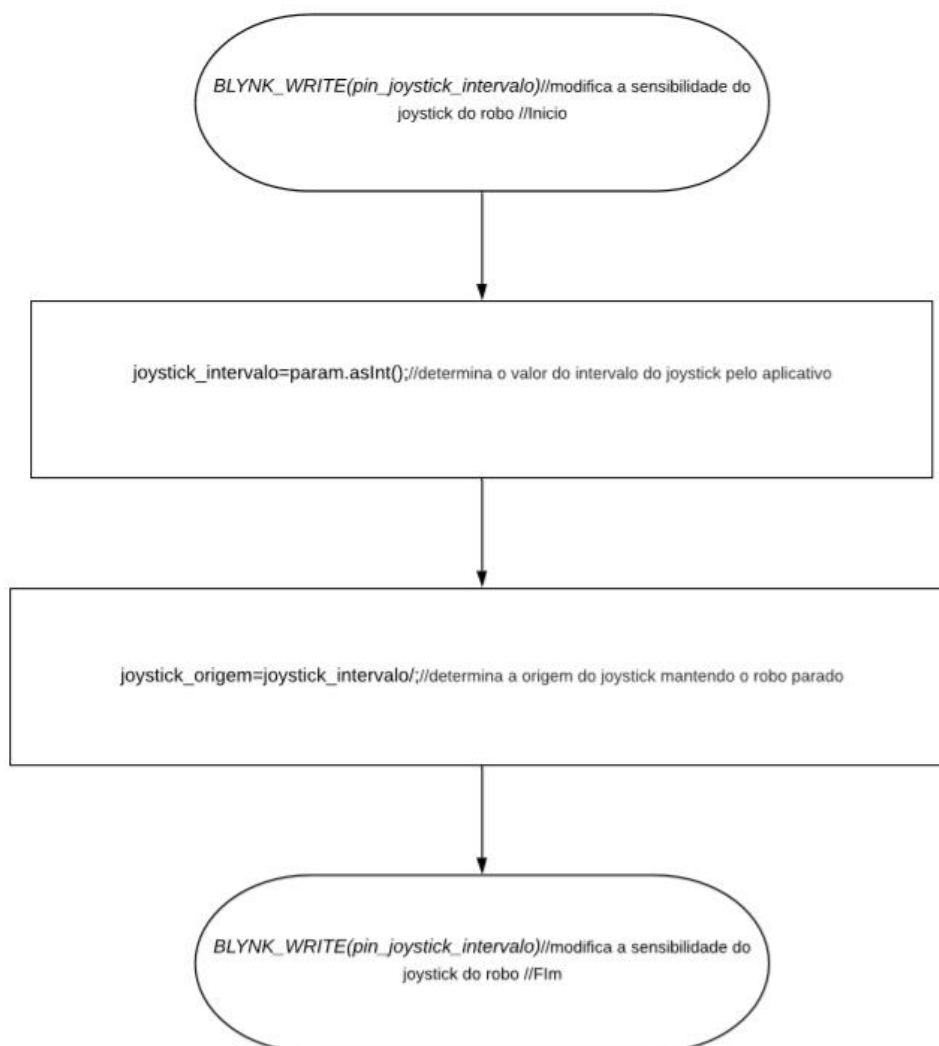 BLYNK_WRITE(pin_joystick_intervalo)//modifica a sensibilidade do
joystick do robo //Inicio
joystick_intervalo=param.asInt();//determina o valor do intervalo do joystick pelo aplicativo
joystick_origem=joystick_intervalo/;//determina a origem do joystick mantendo o robo parado
BLYNK_WRITE(pin_joystick_intervalo)//modifica a sensibilidade do
joystick do robo //FIm